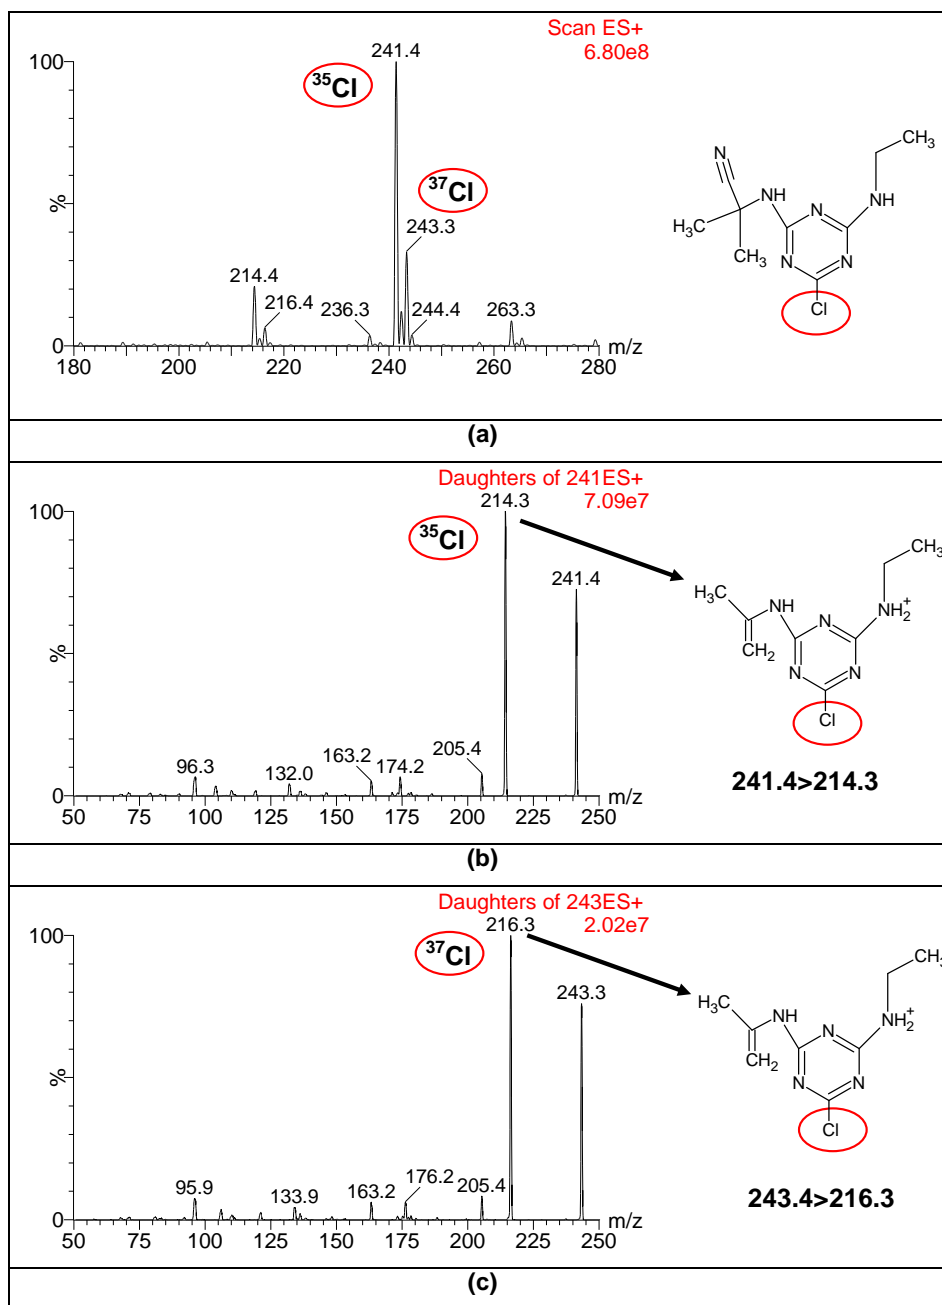 Scan ES+
6.80e8
100
%
0
241.4
³⁵Cl
³⁷Cl
243.3
214.4
216.4
236.3
244.4
263.3
180 200 220 240 260 280
m/z
N
CH₃
NH
N
NH
H₃C
CH₃
N
N
Cl
(a)
Daughters of 241ES+
7.09e7
100
%
0
214.3
³⁵Cl
241.4
96.3
132.0
163.2
174.2
205.4
50 75 100 125 150 175 200 225 250
m/z
CH₃
H₃C
NH
N
NH₂⁺
CH₂
N
N
Cl
241.4>214.3
(b)
Daughters of 243ES+
2.02e7
100
%
0
216.3
³⁷Cl
243.3
95.9
133.9
163.2
176.2
205.4
50 75 100 125 150 175 200 225 250
m/z
CH₃
H₃C
NH
N
NH₂⁺
CH₂
N
N
Cl
243.4>216.3
(c)